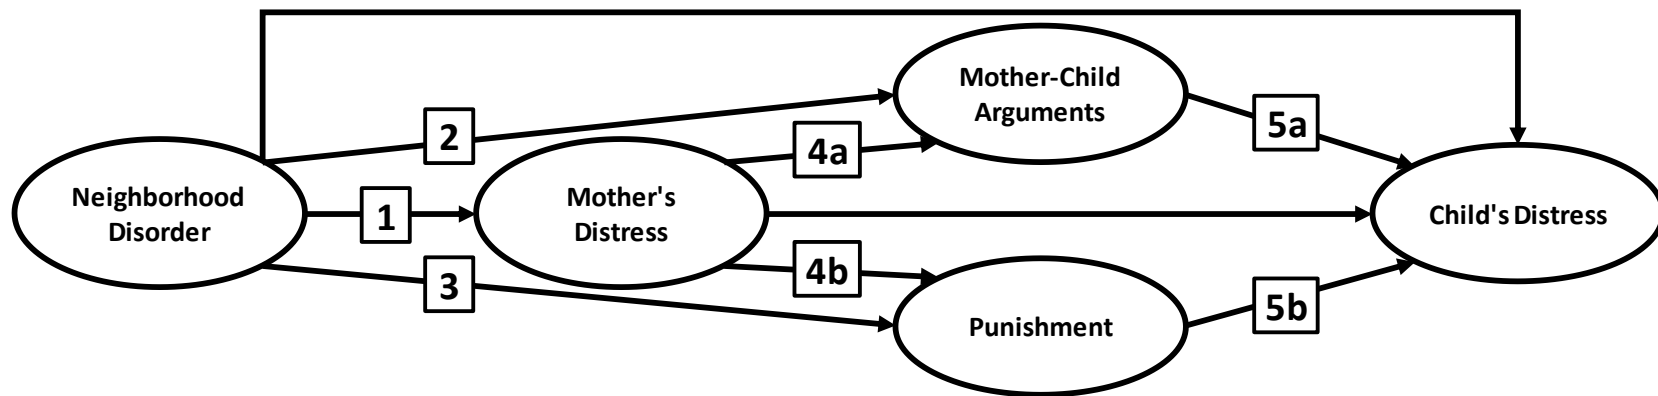 Mother-Child
Arguments
2
4a
5a
Neighborhood
Disorder
1
Mother's
Distress
Child's Distress
3
4b
Punishment
5b